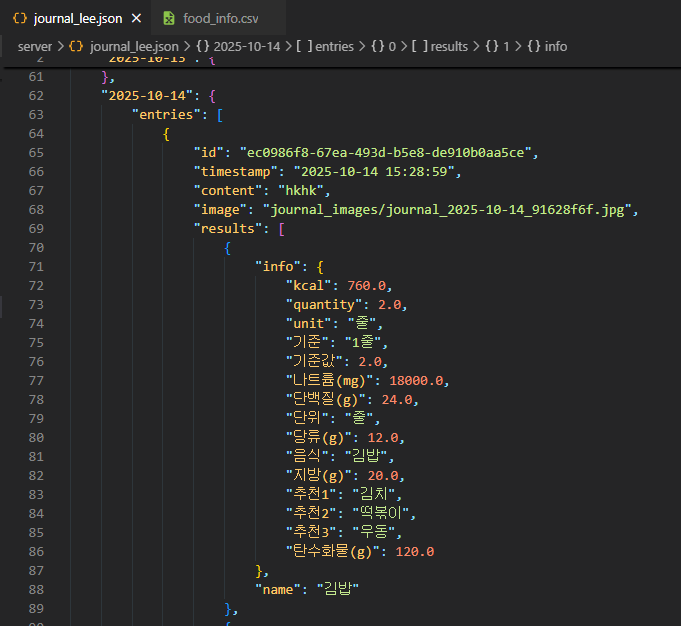 {} journal_lee.json ×
food_info.csv
server > {} journal_lee.json > {} 2025-10-14 > [ ] entries > {} 0 > [ ] results > {} 1 > {} info
2 "2025-10-13": {
61 },
62 "2025-10-14": {
63 "entries": [
64 {
65 "id": "ec0986f8-67ea-493d-b5e8-de910b0aa5ce",
66 "timestamp": "2025-10-14 15:28:59",
67 "content": "hkhk",
68 "image": "journal_images/journal_2025-10-14_91628f6f.jpg",
69 "results": [
70 {
71 "info": {
72 "kcal": 760.0,
73 "quantity": 2.0,
74 "unit": "줄",
75 "기준": "1줄",
76 "기준값": 2.0,
77 "나트륨(mg)": 18000.0,
78 "단백질(g)": 24.0,
79 "단위": "줄",
80 "당류(g)": 12.0,
81 "음식": "김밥",
82 "지방(g)": 20.0,
83 "추천1": "김치",
84 "추천2": "떡볶이",
85 "추천3": "우동",
86 "탄수화물(g)": 120.0
87 },
88 "name": "김밥"
89 },
90 {